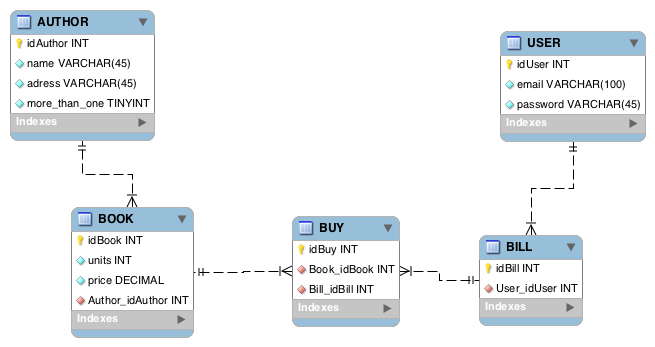 AUTHOR
idAuthor INT
name VARCHAR(45)
adress VARCHAR(45)
more_than_one TINYINT
Indexes
USER
idUser INT
email VARCHAR(100)
password VARCHAR(45)
Indexes
BOOK
idBook INT
units INT
price DECIMAL
Author_idAuthor INT
Indexes
BUY
idBuy INT
Book_idBook INT
Bill_idBill INT
Indexes
BILL
idBill INT
User_idUser INT
Indexes